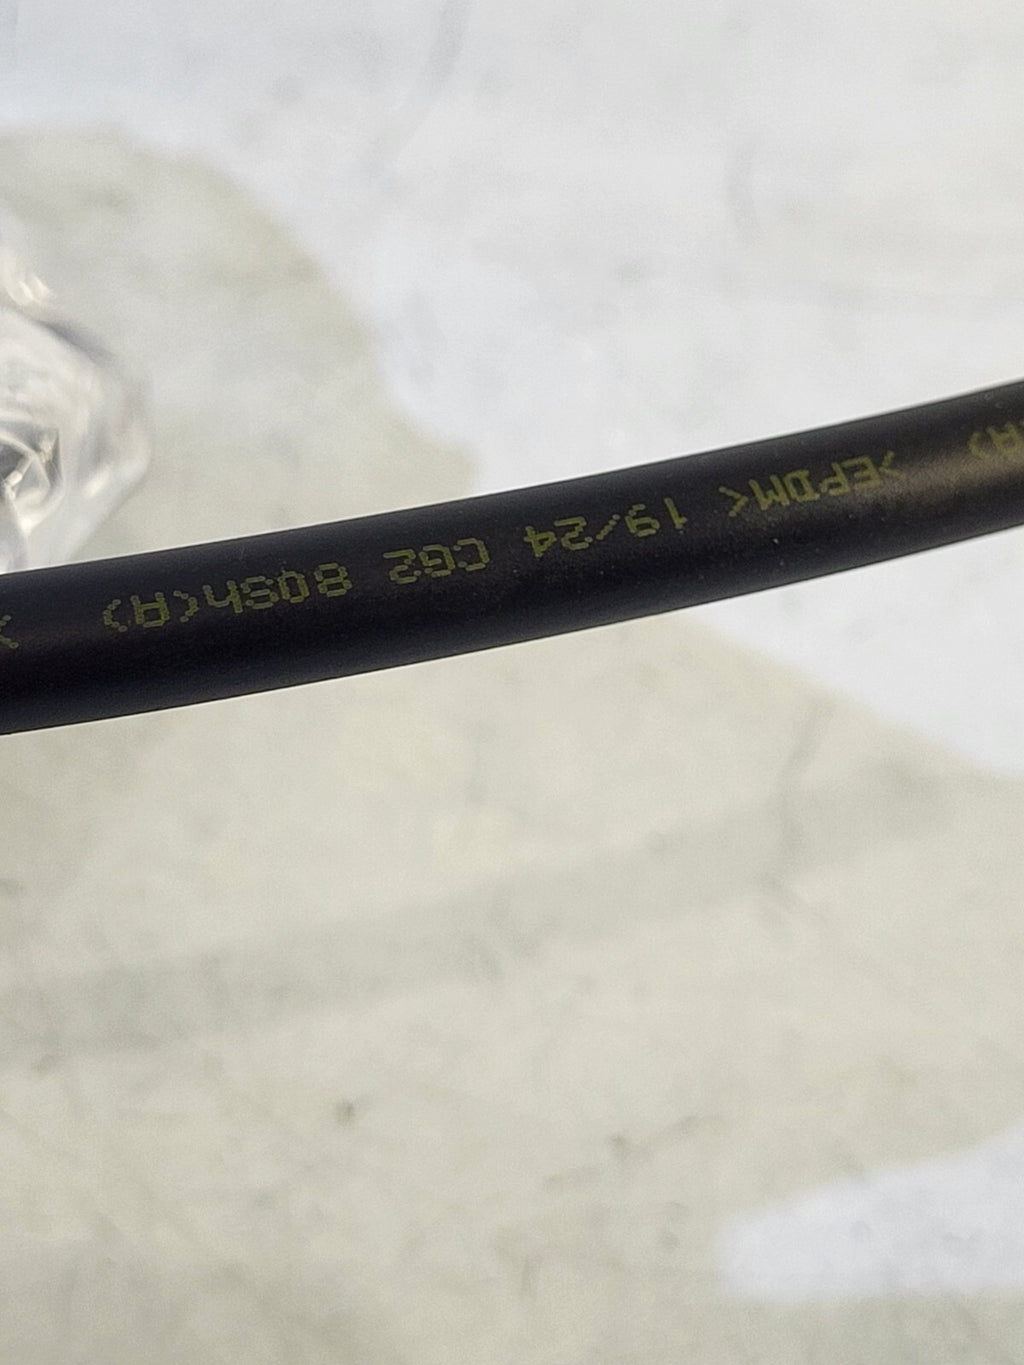 A) >EPDM< 19/24 CG2 80Sh(A) >